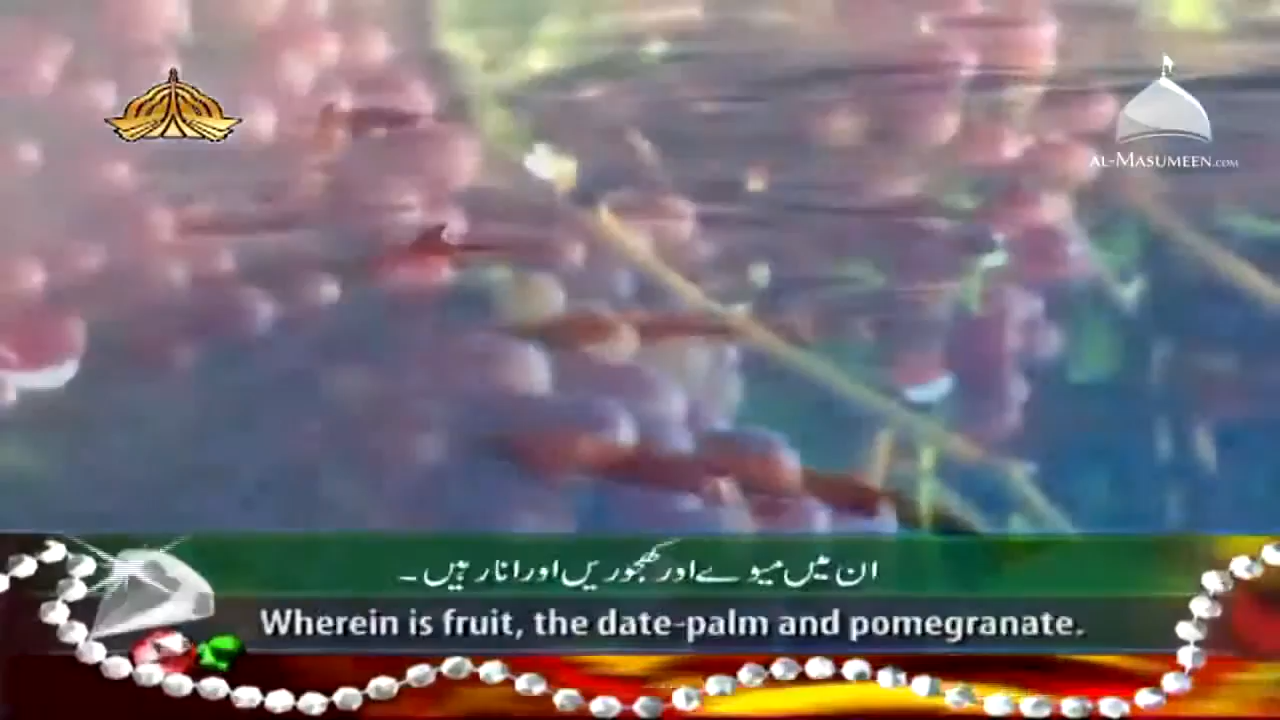 AL-MASUMEEN.COM
ان میں میوے اور کھجوریں اور انار ہیں۔
Wherein is fruit, the date-palm and pomegranate.